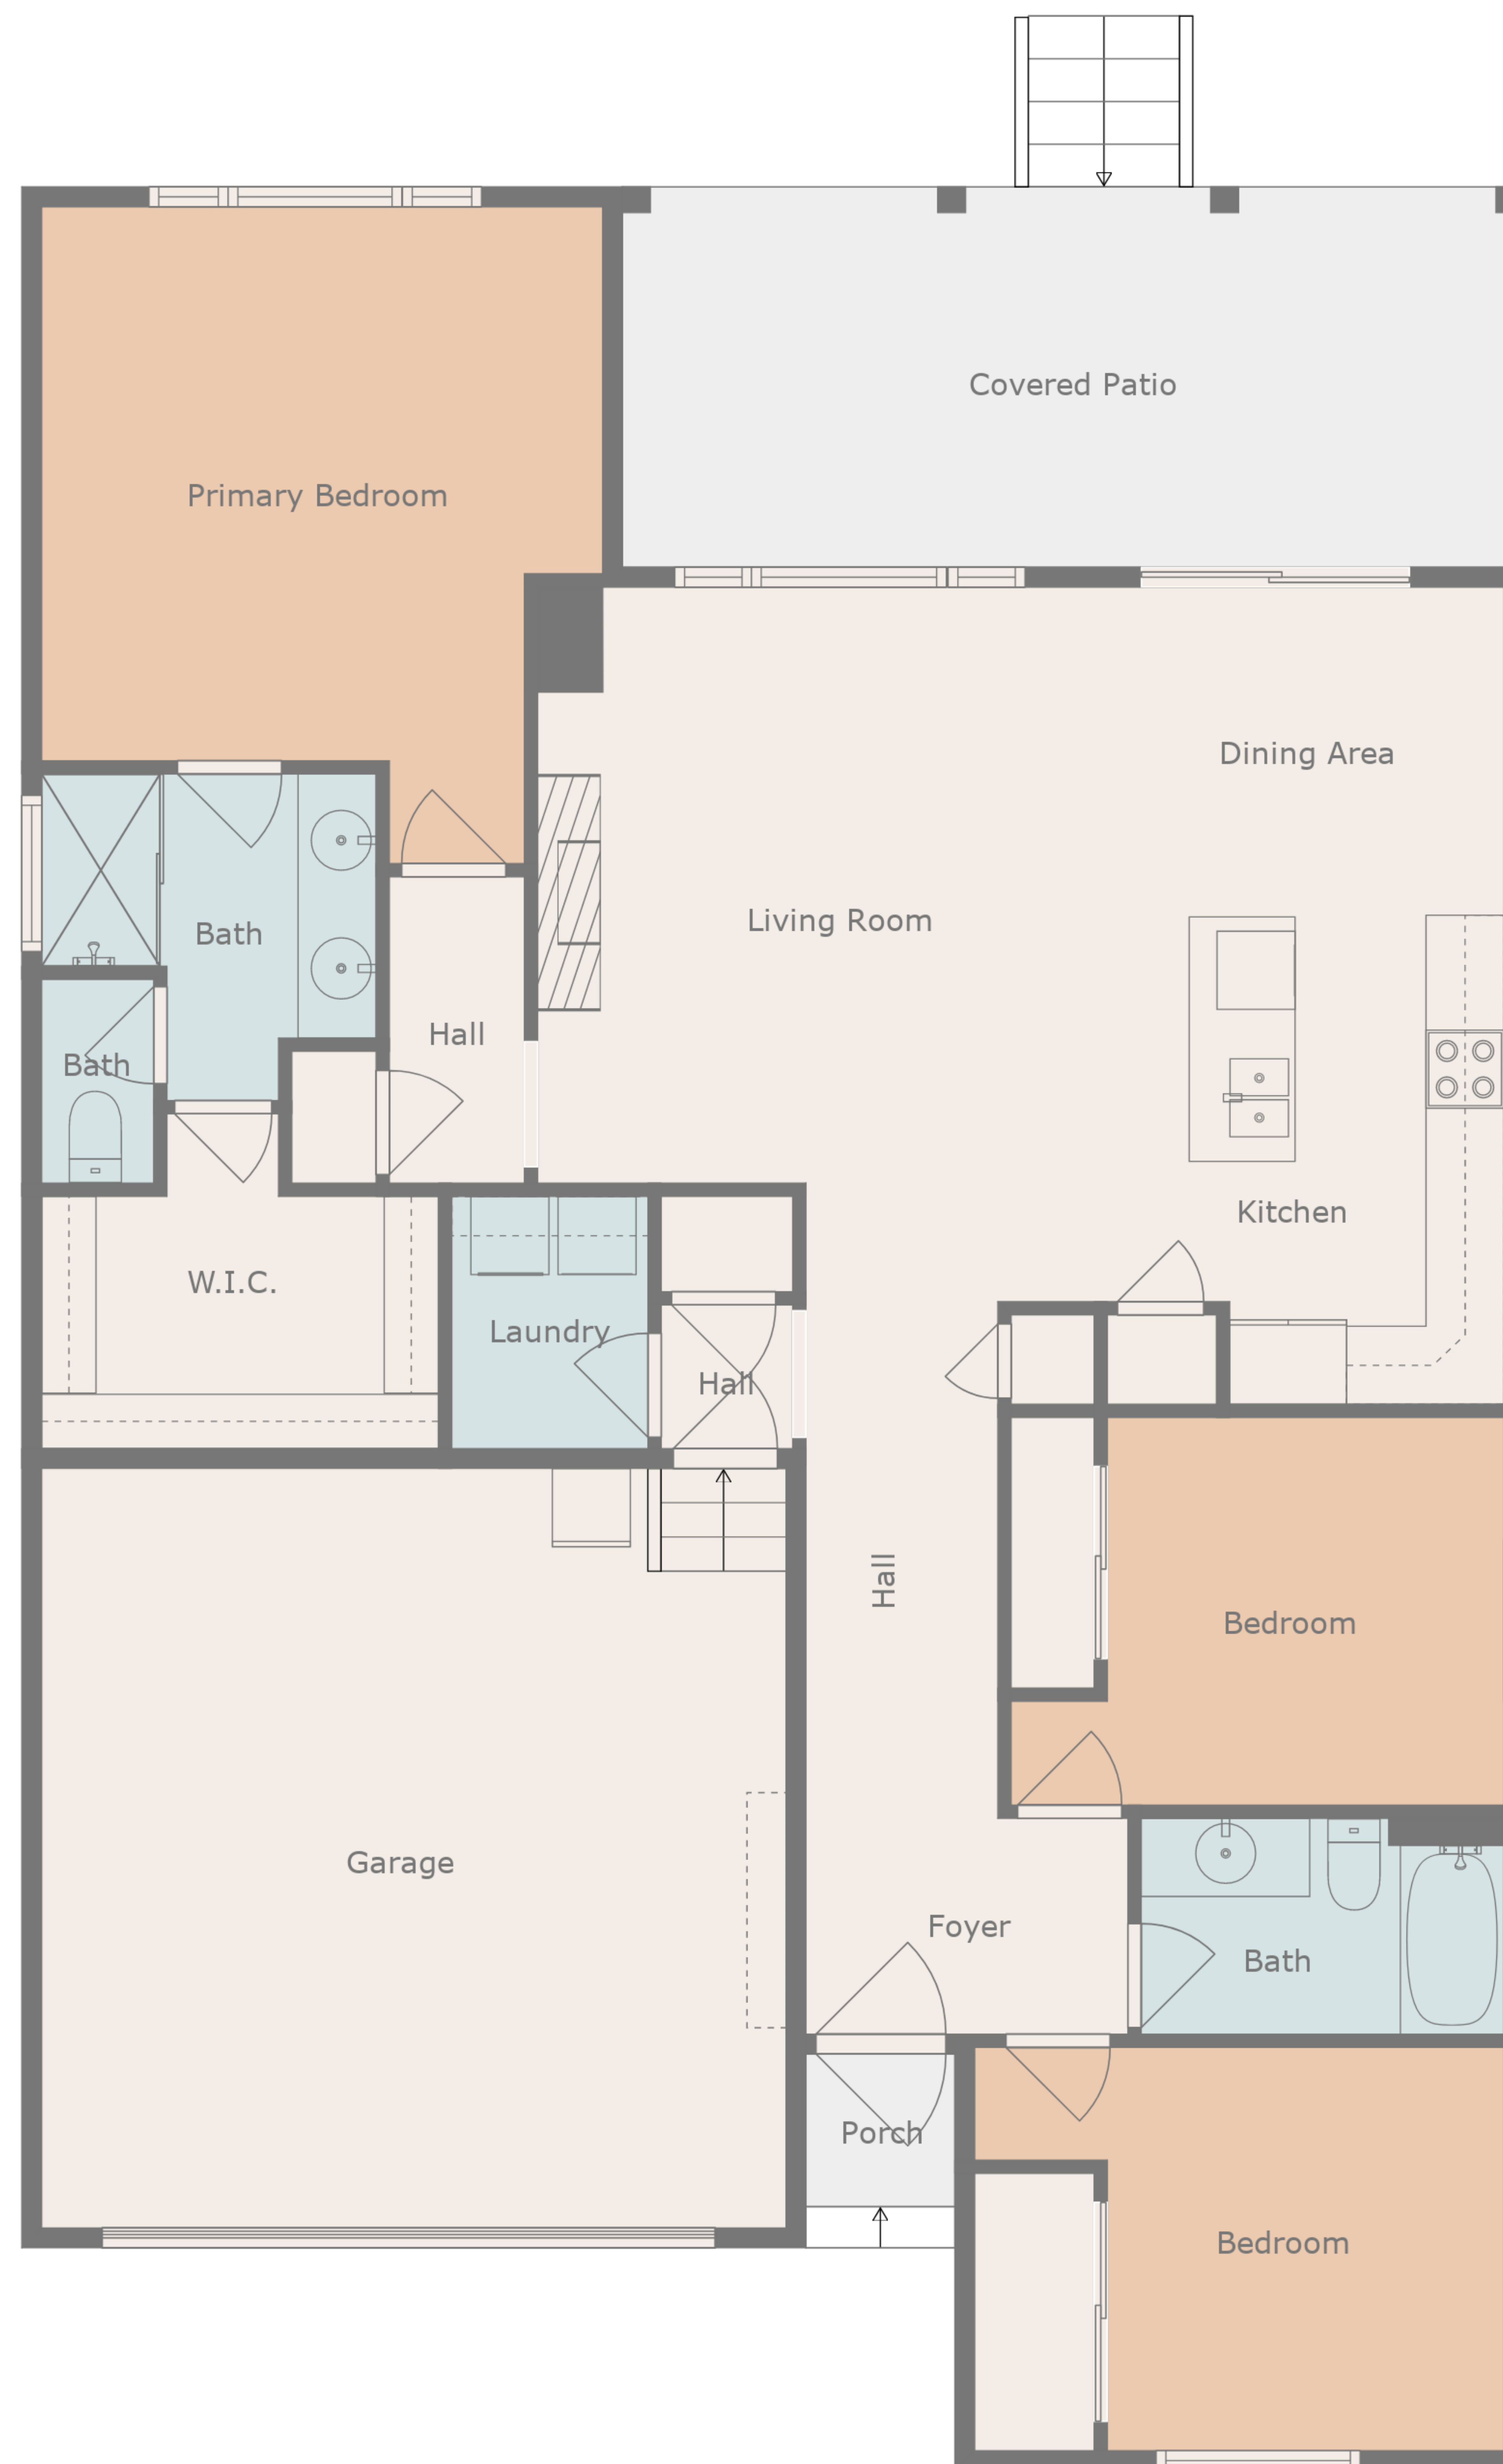 Covered Patio
Primary Bedroom
Dining Area
Living Room
Bath
Hall
Bath
Kitchen
W.I.C.
Laundry
Hall
Hall
Bedroom
Garage
Foyer
Bath
Porch
Bedroom